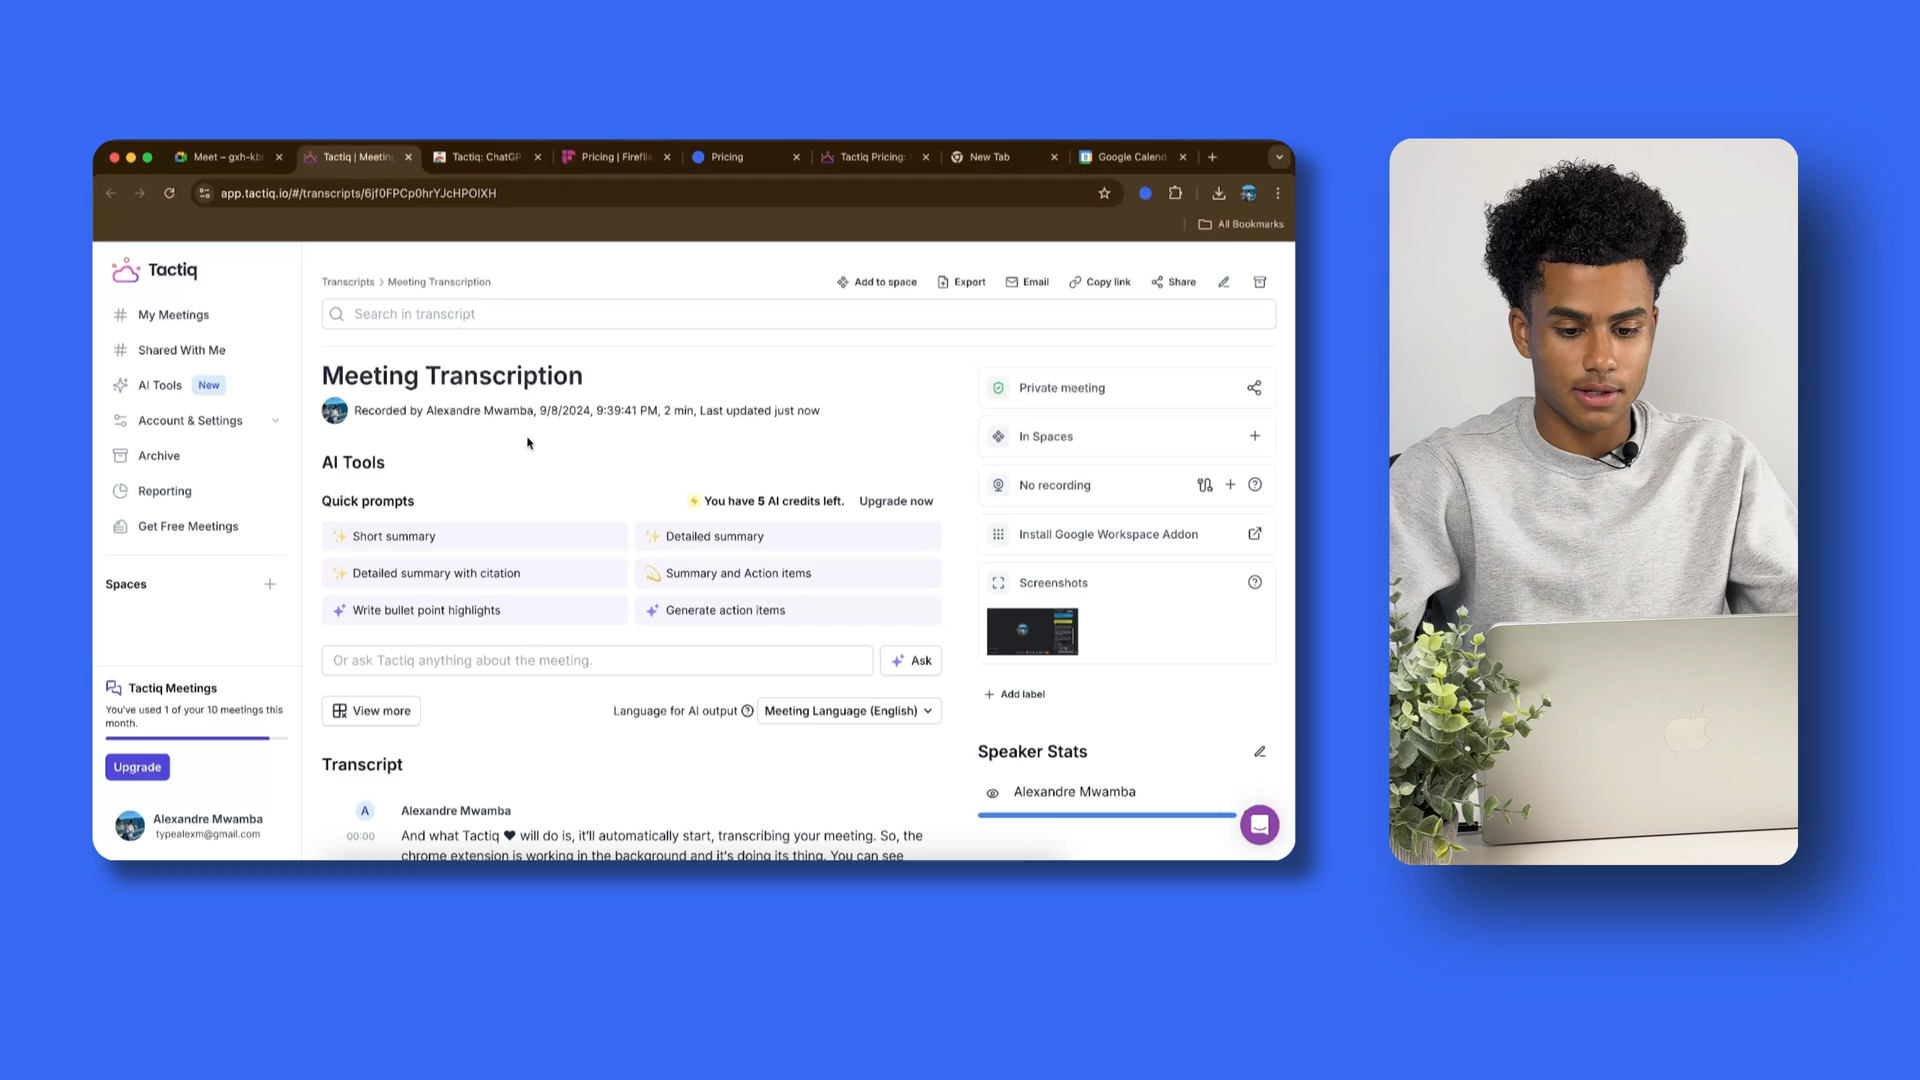 Meet – gxh-kb
Tactiq | Meetin
Tactiq: ChatGP
Pricing | Firefli
Pricing
Tactiq Pricing:
New Tab
Google Calend
app.tactiq.io/#/transcripts/6jf0FPCp0hrYJcHPOIXH
All Bookmarks
Tactiq
My Meetings
Shared With Me
AI Tools New
Account & Settings
Archive
Reporting
Get Free Meetings
Spaces
Tactiq Meetings
You've used 1 of your 10 meetings this
month.
Upgrade
Alexandre Mwamba
typealexm@gmail.com
Transcripts > Meeting Transcription
Add to space
Export
Email
Copy link
Share
Search in transcript
Meeting Transcription
Recorded by Alexandre Mwamba, 9/8/2024, 9:39:41 PM, 2 min, Last updated just now
AI Tools
Quick prompts
You have 5 AI credits left. Upgrade now
Short summary
Detailed summary
Detailed summary with citation
Summary and Action items
Write bullet point highlights
Generate action items
Or ask Tactiq anything about the meeting.
Ask
View more
Language for AI output
Meeting Language (English)
Transcript
A
Alexandre Mwamba
00:00
And what Tactiq ♥ will do is, it'll automatically start, transcribing your meeting. So, the
chrome extension is working in the background and it's doing its thing. You can see
Private meeting
In Spaces
No recording
Install Google Workspace Addon
Screenshots
Add label
Speaker Stats
Alexandre Mwamba